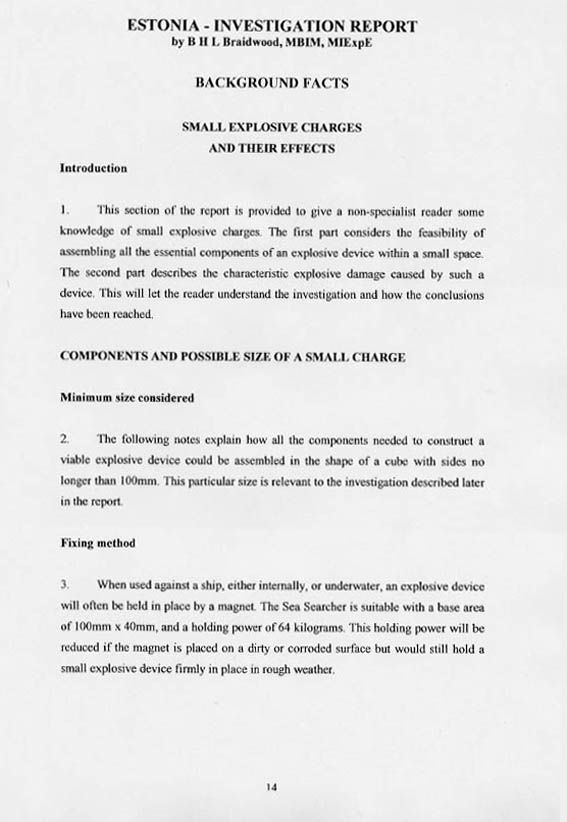 ESTONIA - INVESTIGATION REPORT
by B H L Braidwood, MBIM, MIExpE
BACKGROUND FACTS
SMALL EXPLOSIVE CHARGES
AND THEIR EFFECTS
Introduction
1. This section of the report is provided to give a non-specialist reader some
knowledge of small explosive charges. The first part considers the feasibility of
assembling all the essential components of an explosive device within a small space.
The second part describes the characteristic explosive damage caused by such a
device. This will let the reader understand the investigation and how the conclusions
have been reached.
COMPONENTS AND POSSIBLE SIZE OF A SMALL CHARGE
Minimum size considered
2. The following notes explain how all the components needed to construct a
viable explosive device could be assembled in the shape of a cube with sides no
longer than 100mm. This particular size is relevant to the investigation described later
in the report.
Fixing method
3. When used against a ship, either internally, or underwater, an explosive device
will often be held in place by a magnet. The Sea Searcher is suitable with a base area
of 100mm x 40mm, and a holding power of 64 kilograms. This holding power will be
reduced if the magnet is placed on a dirty or corroded surface but would still hold a
small explosive device firmly in place in rough weather.
14